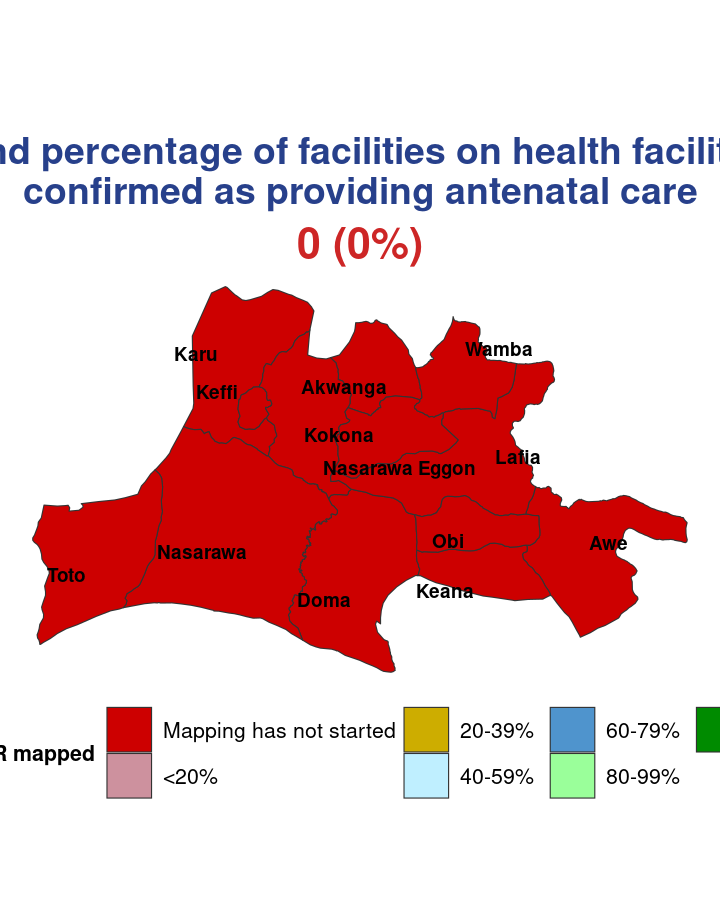 nd percentage of facilities on health facilit
confirmed as providing antenatal care
0 (0%)
Karu
Wamba
Keffi
Akwanga
Kokona
Lafia
Nasarawa Eggon
Obi
Awe
Nasarawa
Toto
Keana
Doma
R mapped
Mapping has not started
20-39%
60-79%
<20%
40-59%
80-99%